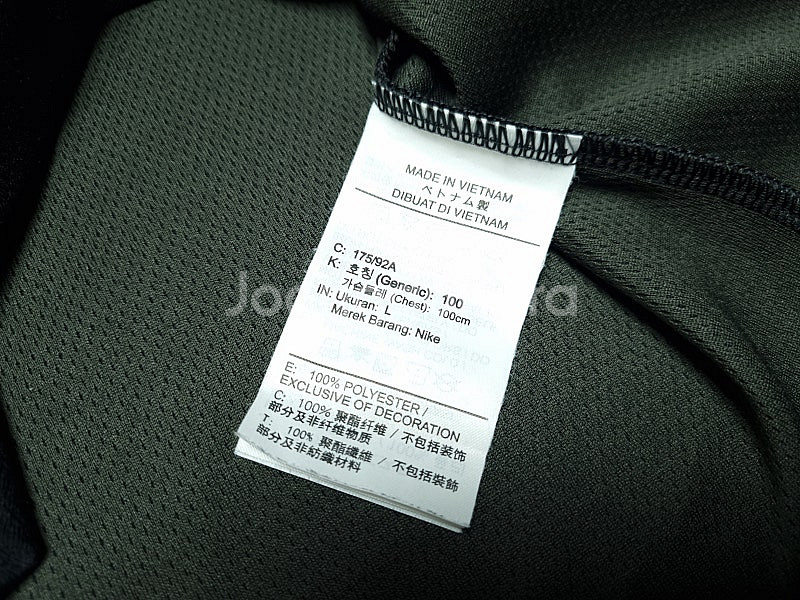 MADE IN VIETNAM
ベトナム製
DIBUAT DI VIETNAM
C: 175/92A
K: 호칭 (Generic): 100
가슴둘레 (Chest): 100cm
IN: Ukuran: L
Merek Barang: Nike
E: 100% POLYESTER /
EXCLUSIVE OF DECORATION
C: 100% 聚酯纤维 / 不包括装饰
部分及非纤维物质
T: 100% 聚酯纖維 / 不包括裝飾
部分及非紡織材料